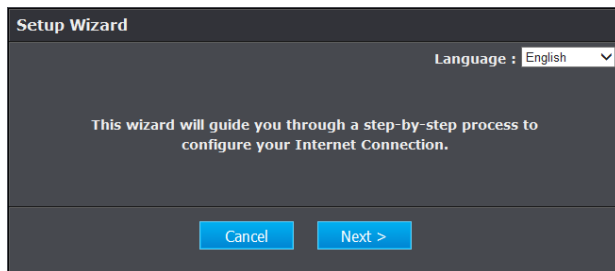 Setup Wizard
Language : English
This wizard will guide you through a step-by-step process to
configure your Internet Connection.
Cancel
Next >